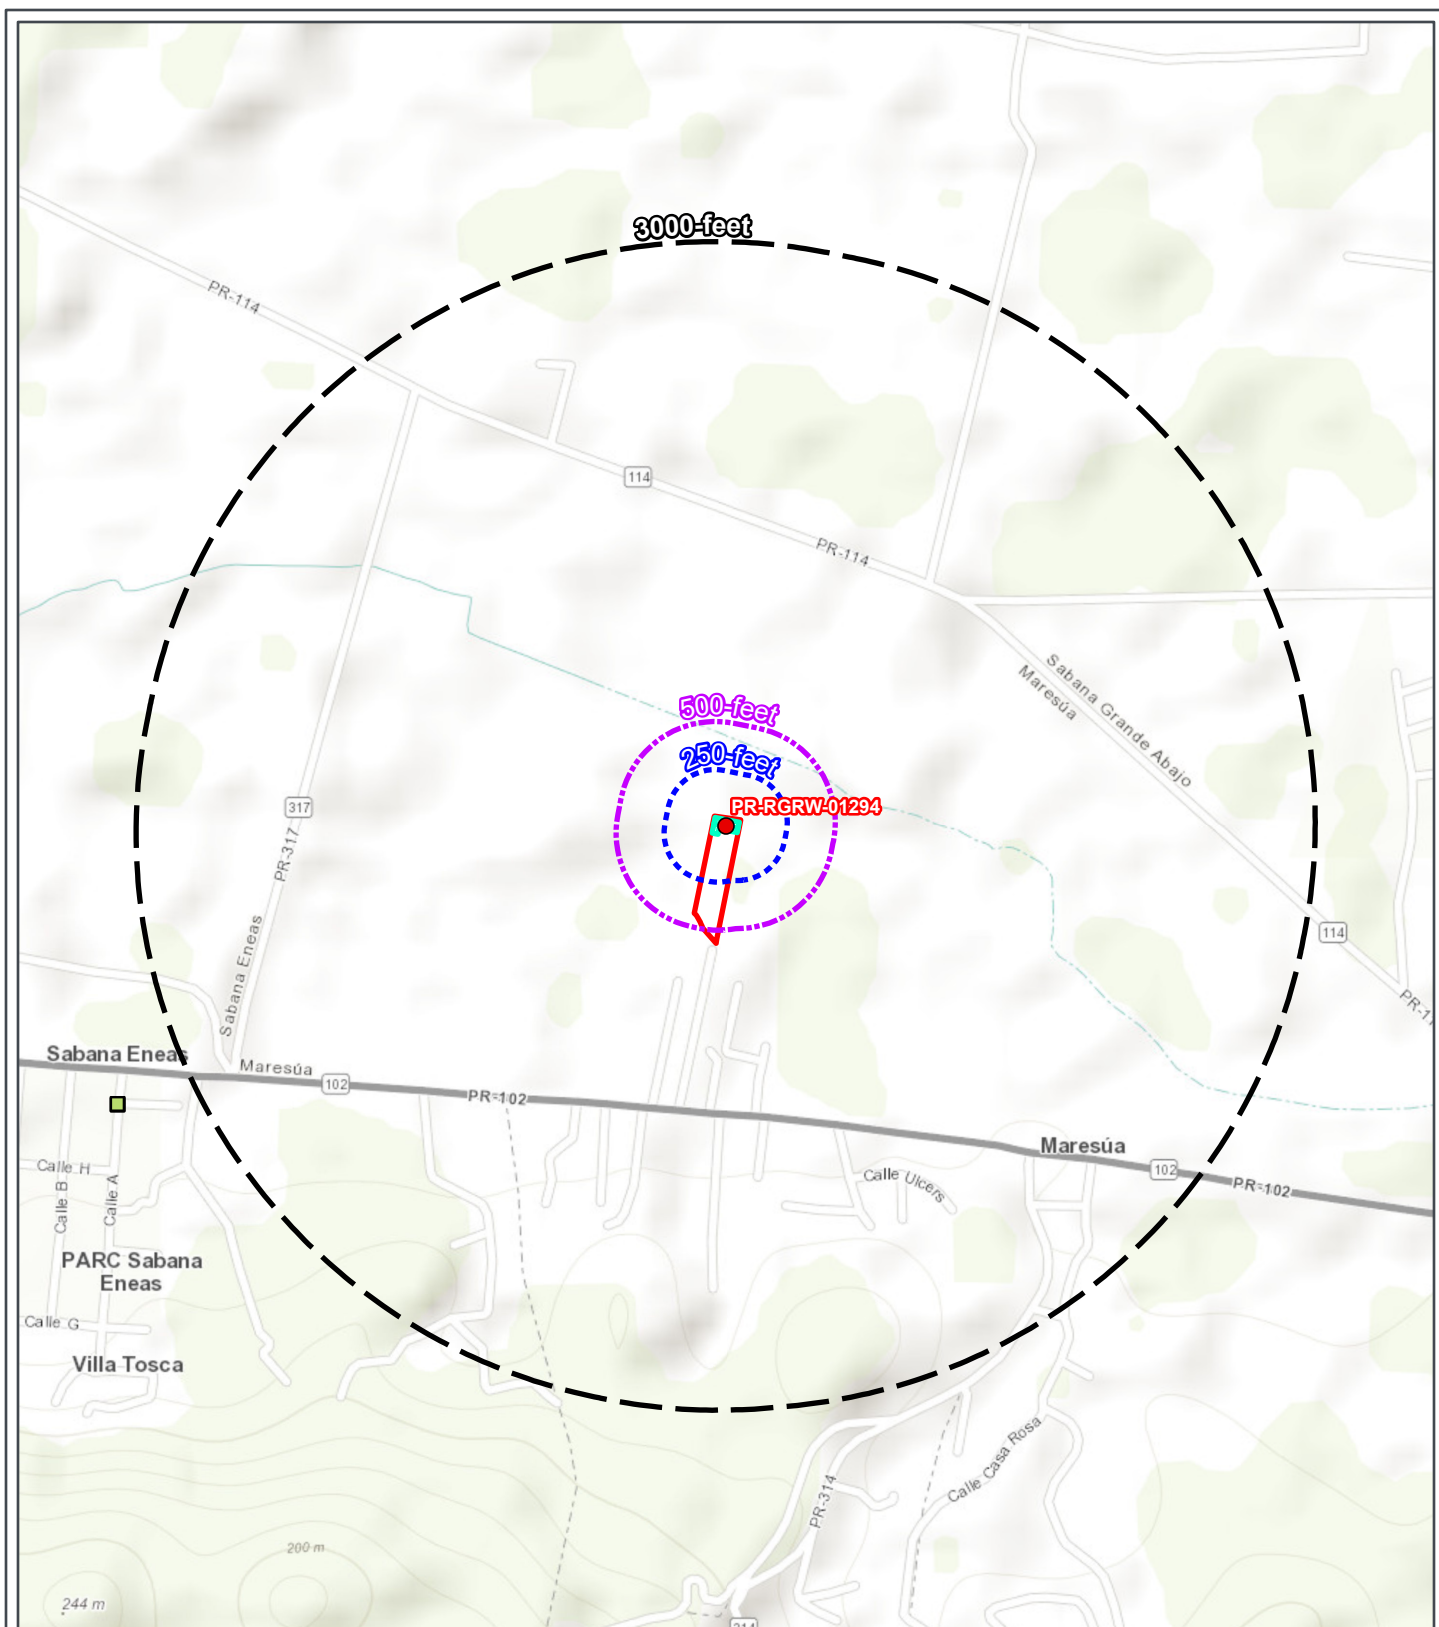 3000-feet
PR-114
114
PR-114
Sabana Grande Abajo
Maresúa
500-feet
250-feet
PR-RGRW-01294
317
PR-317
Sabana Eneas
114
Sabana Eneas
Maresúa
102
PR-102
Maresúa
102
PR-102
Calle H
Calle B
Calle A
Calle Ulcers
PARC Sabana
Eneas
Calle G
Villa Tosca
Calle Casa Rosa
PR-314
200 m
244 m